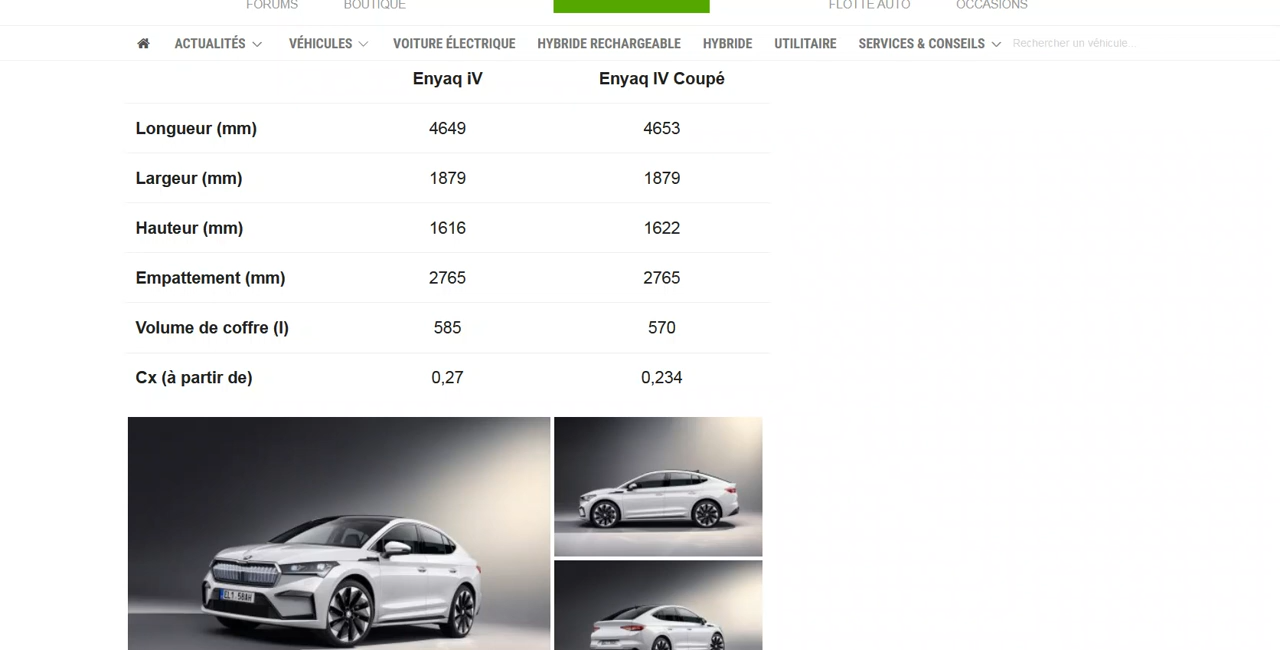 FORUMS BOUTIQUE FLOTTE AUTO OCCASIONS
ACTUALITÉS VÉHICULES VOITURE ÉLECTRIQUE HYBRIDE RECHARGEABLE HYBRIDE UTILITAIRE SERVICES & CONSEILS Rechercher un véhicule...
Enyaq iV Enyaq IV Coupé
Longueur (mm) 4649 4653
Largeur (mm) 1879 1879
Hauteur (mm) 1616 1622
Empattement (mm) 2765 2765
Volume de coffre (l) 585 570
Cx (à partir de) 0,27 0,234
EL1·58AH